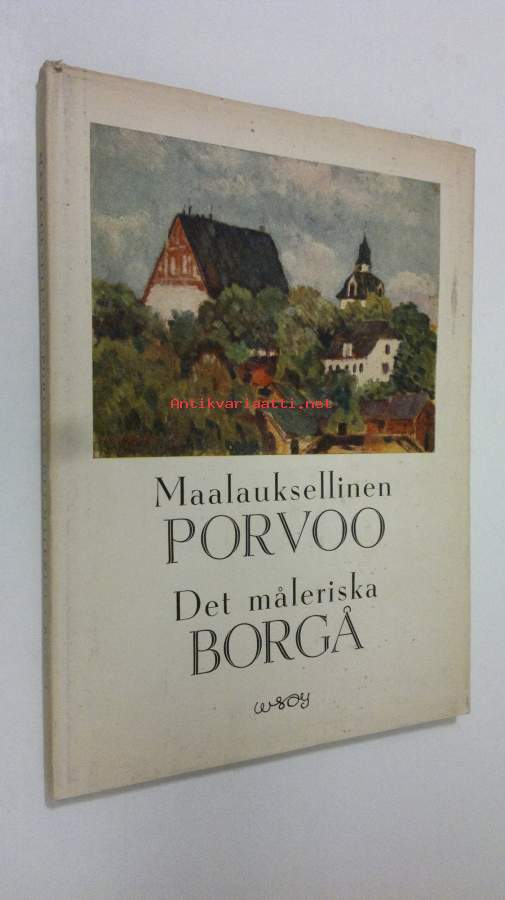 Antikvariaatti.net
Maalauksellinen
PORVOO
Det måleriska
BORGÅ
WSOY